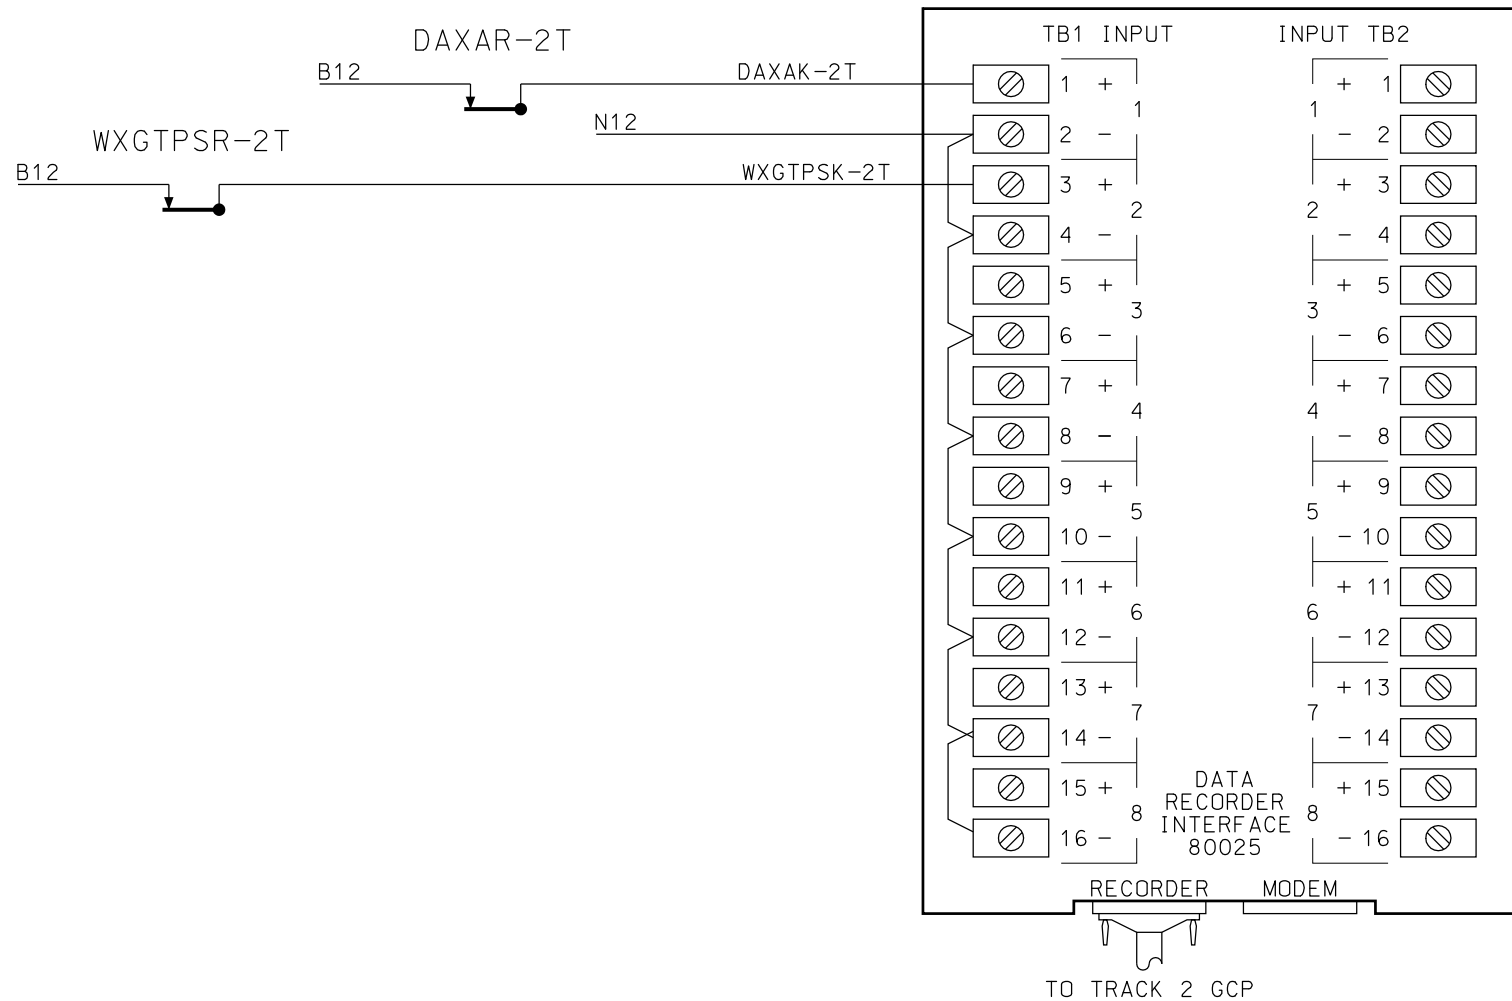 TB1 INPUT INPUT TB2
DAXAR-2T
B12 DAXAK-2T
1 + + 1
1 1
N12
2 - - 2
WXGTPSR-2T
B12 WXGTPSK-2T
3 + + 3
2 2
4 - - 4
5 + + 5
3 3
6 - - 6
7 + + 7
4 4
8 - - 8
9 + + 9
5 5
10 - - 10
11 + + 11
6 6
12 - - 12
13 + + 13
7 7
14 - - 14
15 + + 15
8 8
16 - - 16
DATA
RECORDER
INTERFACE
80025
RECORDER MODEM
TO TRACK 2 GCP